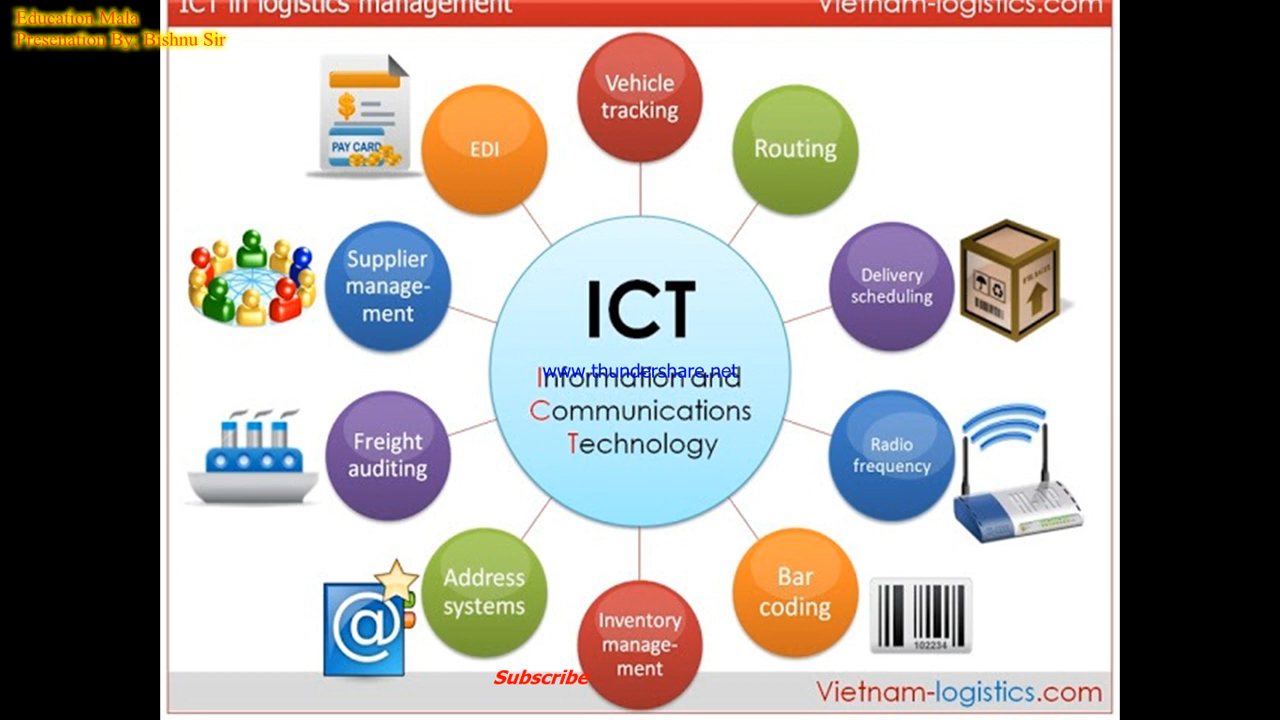 ICT in logistics management
Vietnam-logistics.com
Education Mala
Presenation By: Bishnu Sir
Vehicle
tracking
EDI
Routing
PAY CARD
Supplier
manage-
ment
Delivery
scheduling
ICT
www.thundershare.net
Information and
Communications
Technology
Freight
auditing
Radio
frequency
Address
systems
Bar
coding
Inventory
manage-
ment
102234
Subscribe
Vietnam-logistics.com